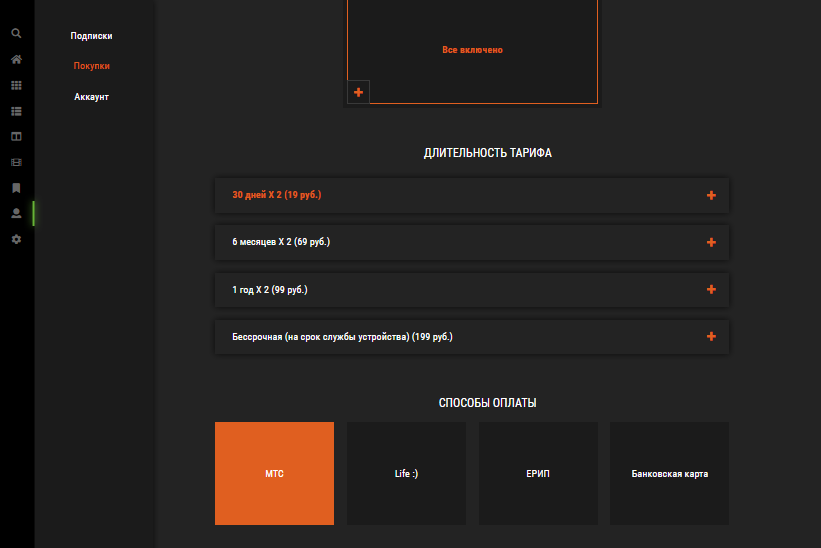 Подписки
Покупки
Аккаунт
Все включено
ДЛИТЕЛЬНОСТЬ ТАРИФА
30 дней X 2 (19 руб.)
6 месяцев X 2 (69 руб.)
1 год X 2 (99 руб.)
Бессрочная (на срок службы устройства) (199 руб.)
СПОСОБЫ ОПЛАТЫ
МТС
Life :)
ЕРИП
Банковская карта